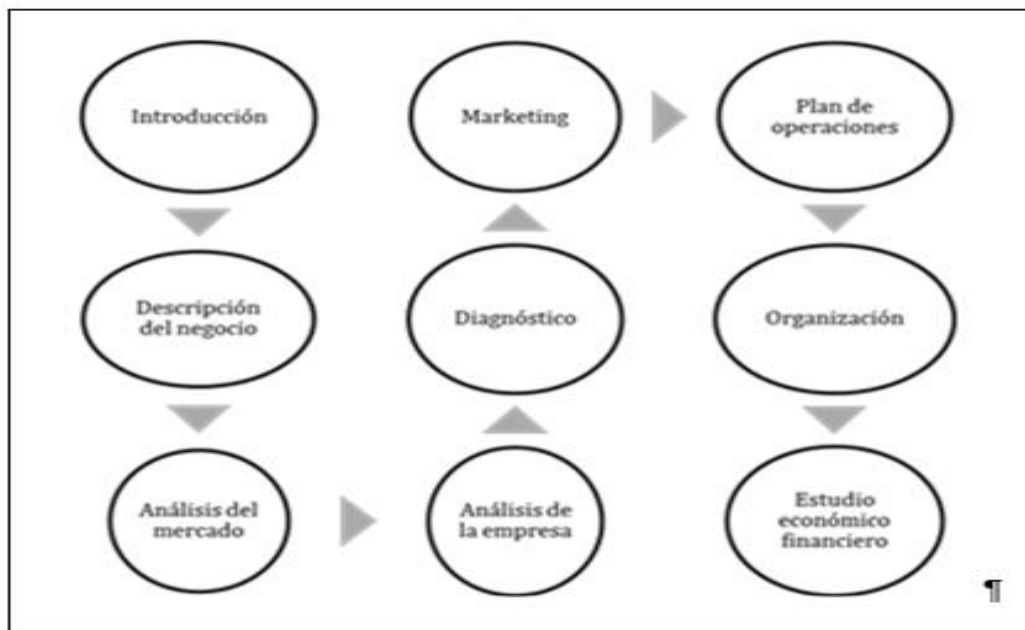 Introducción
Descripción
del negocio
Análisis del
mercado
Análisis de
la empresa
Diagnóstico
Marketing
Plan de
operaciones
Organización
Estudio
económico
financiero
¶